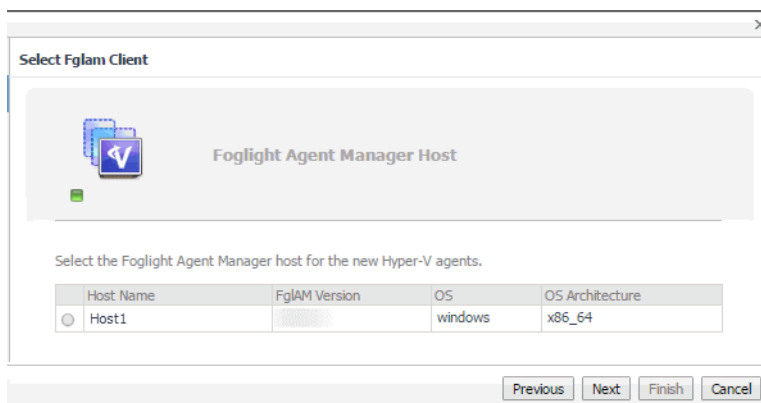 Select Fglam Client
Foglight Agent Manager Host
Select the Foglight Agent Manager host for the new Hyper-V agents.
Host Name FglAM Version OS OS Architecture
Host1 windows x86_64
Previous Next Finish Cancel